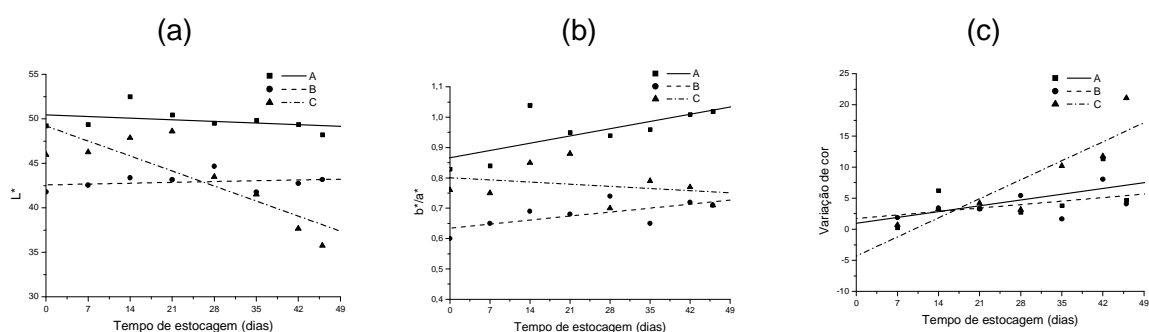 (a)
(b)
(c)
A
B
C
55
50
45
40
35
30
L*
0 7 14 21 28 35 42 49
Tempo de estocagem (dias)
A
B
C
1,1
1,0
0,9
0,8
0,7
0,6
0,5
0,4
b*/a*
0 7 14 21 28 35 42 49
Tempo de estocagem (dias)
A
B
C
25
20
15
10
5
0
-5
-10
Variação de cor
0 7 14 21 28 35 42 49
Tempo de estocagem (dias)